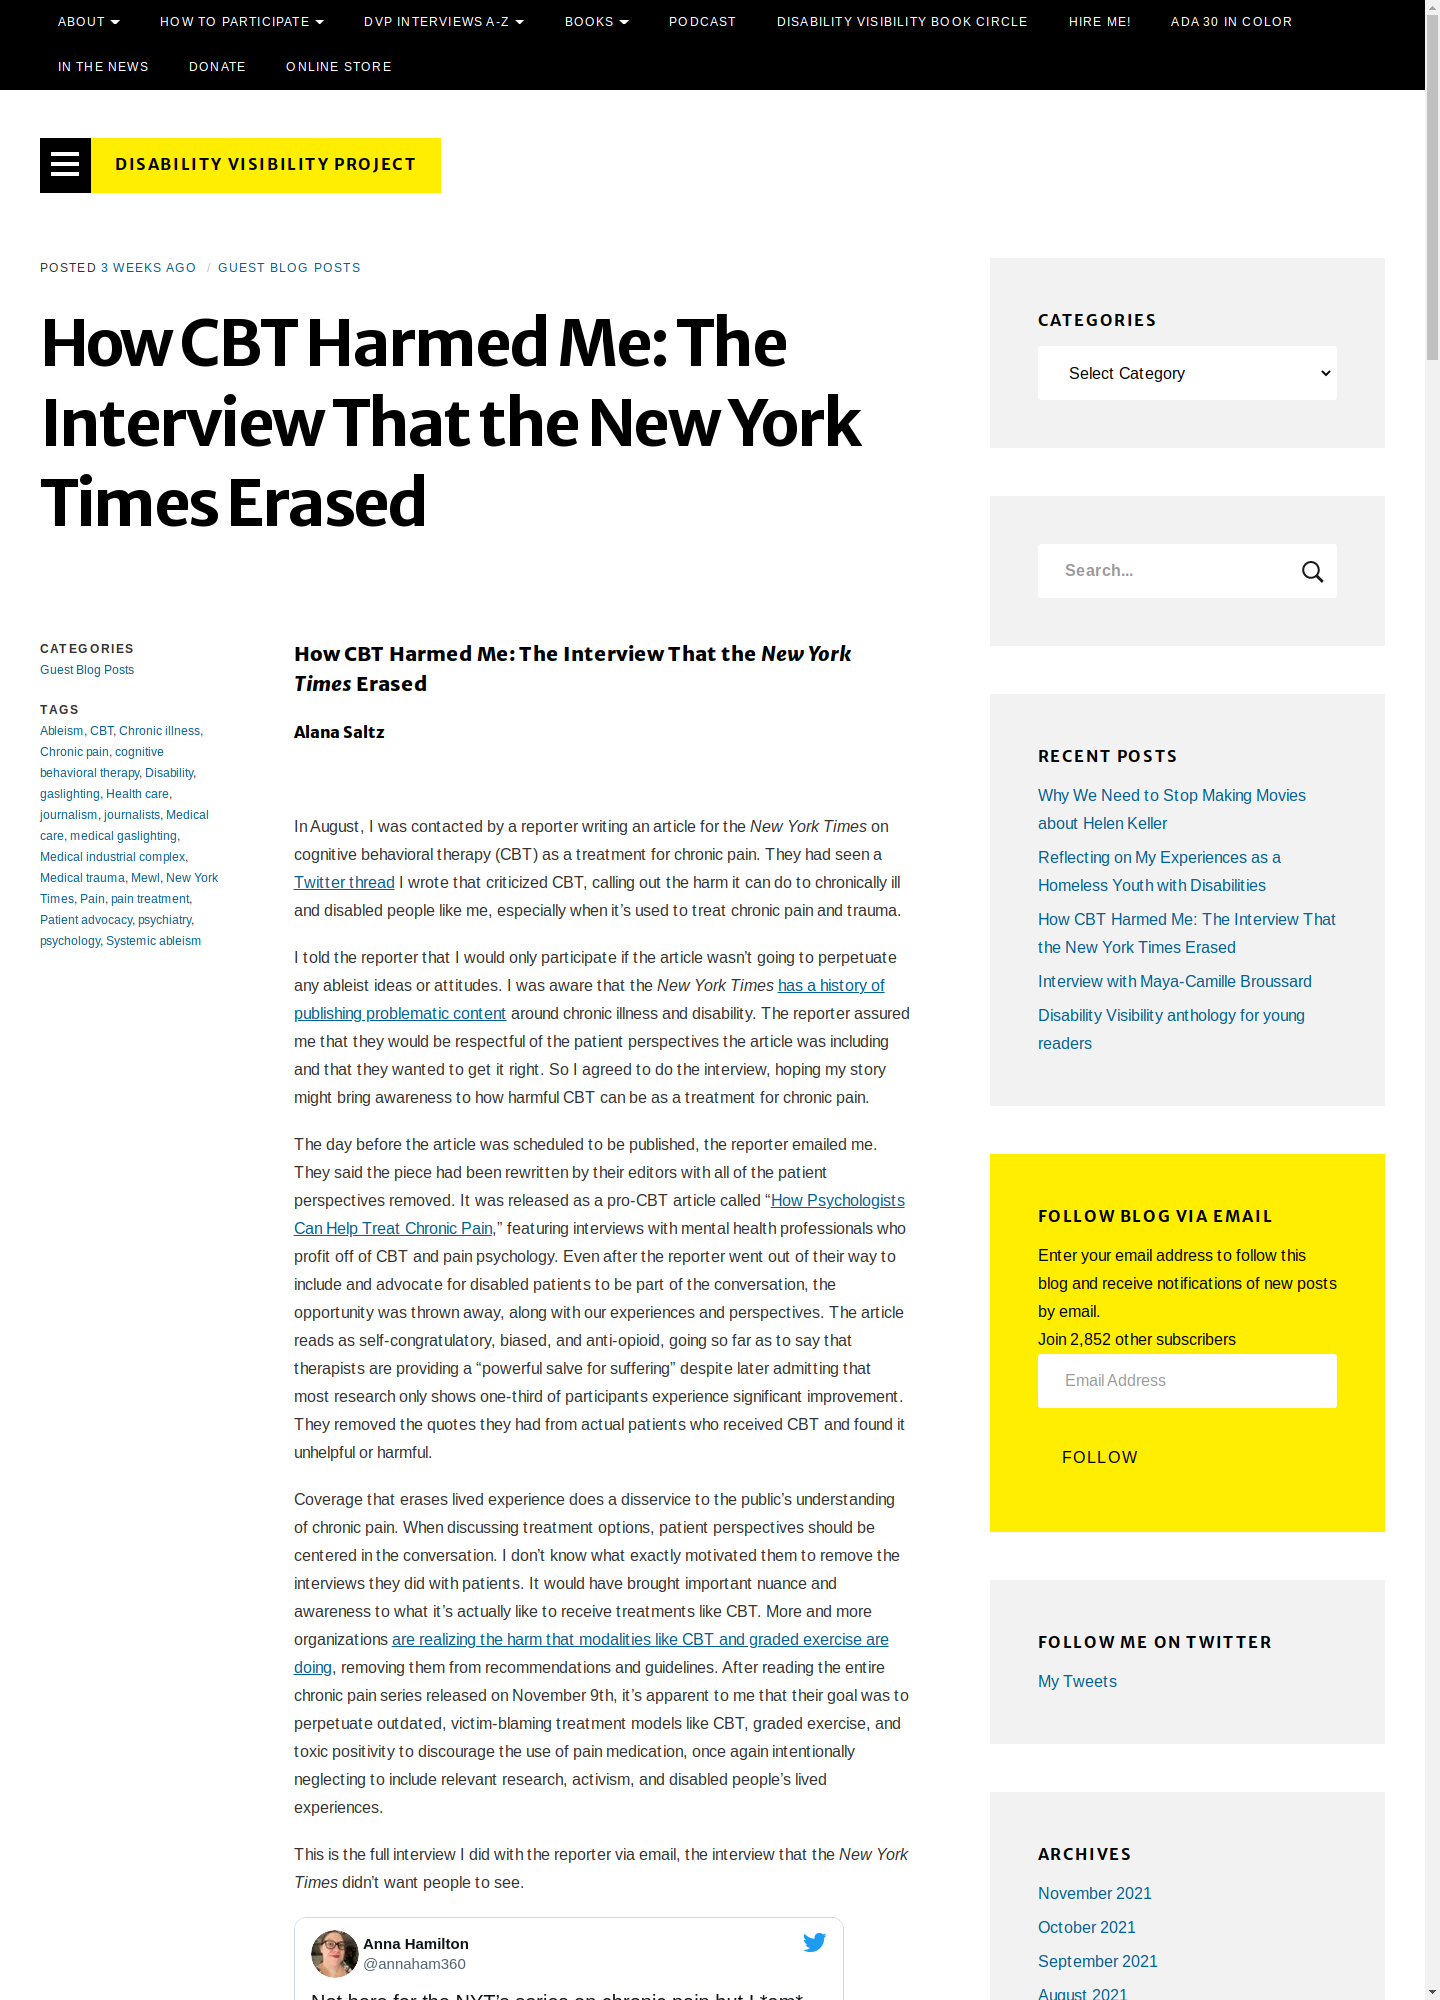 ABOUT HOW TO PARTICIPATE DVP INTERVIEWS A-Z BOOKS PODCAST DISABILITY VISIBILITY BOOK CIRCLE HIRE ME! ADA 30 IN COLOR
IN THE NEWS DONATE ONLINE STORE
DISABILITY VISIBILITY PROJECT
POSTED 3 WEEKS AGO / GUEST BLOG POSTS
How CBT Harmed Me: The
Interview That the New York
Times Erased
CATEGORIES
Guest Blog Posts
TAGS
Ableism, CBT, Chronic illness,
Chronic pain, cognitive
behavioral therapy, Disability,
gaslighting, Health care,
journalism, journalists, Medical
care, medical gaslighting,
Medical industrial complex,
Medical trauma, Mewl, New York
Times, Pain, pain treatment,
Patient advocacy, psychiatry,
psychology, Systemic ableism
How CBT Harmed Me: The Interview That the New York
Times Erased
Alana Saltz
In August, I was contacted by a reporter writing an article for the New York Times on
cognitive behavioral therapy (CBT) as a treatment for chronic pain. They had seen a
Twitter thread I wrote that criticized CBT, calling out the harm it can do to chronically ill
and disabled people like me, especially when it’s used to treat chronic pain and trauma.
I told the reporter that I would only participate if the article wasn’t going to perpetuate
any ableist ideas or attitudes. I was aware that the New York Times has a history of
publishing problematic content around chronic illness and disability. The reporter assured
me that they would be respectful of the patient perspectives the article was including
and that they wanted to get it right. So I agreed to do the interview, hoping my story
might bring awareness to how harmful CBT can be as a treatment for chronic pain.
The day before the article was scheduled to be published, the reporter emailed me.
They said the piece had been rewritten by their editors with all of the patient
perspectives removed. It was released as a pro-CBT article called “How Psychologists
Can Help Treat Chronic Pain,” featuring interviews with mental health professionals who
profit off of CBT and pain psychology. Even after the reporter went out of their way to
include and advocate for disabled patients to be part of the conversation, the
opportunity was thrown away, along with our experiences and perspectives. The article
reads as self-congratulatory, biased, and anti-opioid, going so far as to say that
therapists are providing a “powerful salve for suffering” despite later admitting that
most research only shows one-third of participants experience significant improvement.
They removed the quotes they had from actual patients who received CBT and found it
unhelpful or harmful.
Coverage that erases lived experience does a disservice to the public’s understanding
of chronic pain. When discussing treatment options, patient perspectives should be
centered in the conversation. I don’t know what exactly motivated them to remove the
interviews they did with patients. It would have brought important nuance and
awareness to what it’s actually like to receive treatments like CBT. More and more
organizations are realizing the harm that modalities like CBT and graded exercise are
doing, removing them from recommendations and guidelines. After reading the entire
chronic pain series released on November 9th, it’s apparent to me that their goal was to
perpetuate outdated, victim-blaming treatment models like CBT, graded exercise, and
toxic positivity to discourage the use of pain medication, once again intentionally
neglecting to include relevant research, activism, and disabled people’s lived
experiences.
This is the full interview I did with the reporter via email, the interview that the New York
Times didn’t want people to see.
Anna Hamilton
@annaham360
Not here for the NYT’s series on chronic pain but I *am*
CATEGORIES
Select Category
Search...
RECENT POSTS
Why We Need to Stop Making Movies
about Helen Keller
Reflecting on My Experiences as a
Homeless Youth with Disabilities
How CBT Harmed Me: The Interview That
the New York Times Erased
Interview with Maya-Camille Broussard
Disability Visibility anthology for young
readers
FOLLOW BLOG VIA EMAIL
Enter your email address to follow this
blog and receive notifications of new posts
by email.
Join 2,852 other subscribers
Email Address
FOLLOW
FOLLOW ME ON TWITTER
My Tweets
ARCHIVES
November 2021
October 2021
September 2021
August 2021